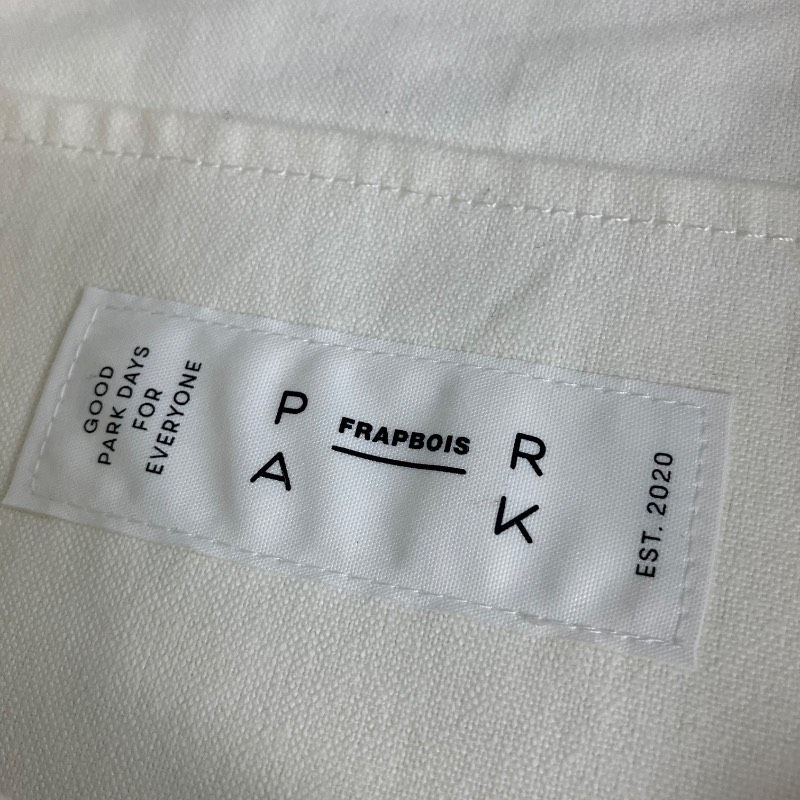 GOOD
PARK DAYS
FOR
EVERYONE
P
A
FRAPBOIS
R
K
EST. 2020